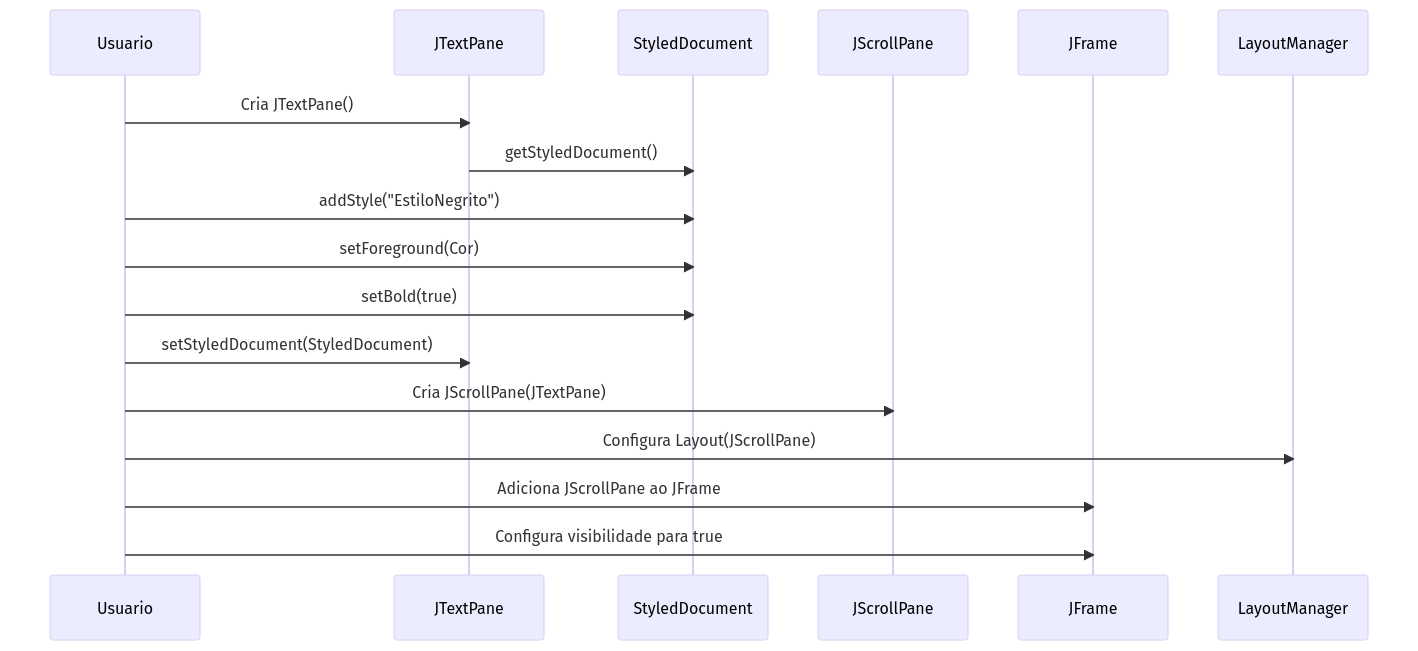 Usuario
JTextPane
StyledDocument
JScrollPane
JFrame
LayoutManager
Cria JTextPane()
getStyledDocument()
addStyle("EstiloNegrito")
setForeground(Cor)
setBold(true)
setStyledDocument(StyledDocument)
Cria JScrollPane(JTextPane)
Configura Layout(JScrollPane)
Adiciona JScrollPane ao JFrame
Configura visibilidade para true
Usuario
JTextPane
StyledDocument
JScrollPane
JFrame
LayoutManager